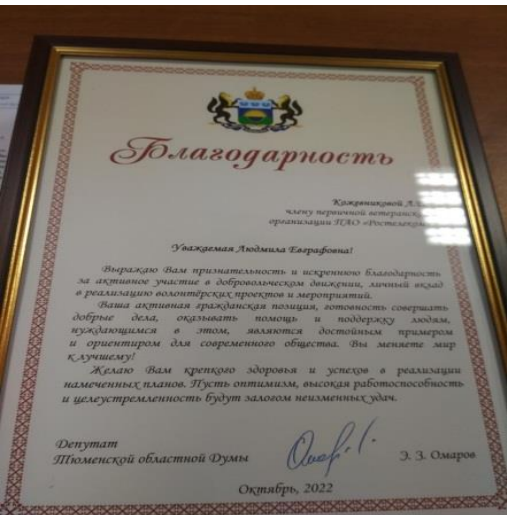 Благодарность
Кожевниковой Л.
члену первичной
организации ПАО
Уважаемая Людмила Евграфовна!
Выражаю Вам признательность и искреннюю благодарность
за активное участие в добровольческом движении, личный вклад
в реализацию волонтёрских проектов и мероприятий.
Ваша активная гражданская позиция, готовность совершать
добрые дела, оказывать помощь и поддержку людям,
нуждающимся в этом, являются достойным примером
и ориентиром для современного общества. Вы меняете мир
к лучшему!
Желаю Вам крепкого здоровья и успехов в реализации
намеченных планов. Пусть оптимизм, высокая работоспособность
и целеустремленность будут залогом неизменных удач.
Депутат
Тюменской областной Думы
Э. З. Омаров
Октябрь, 2022